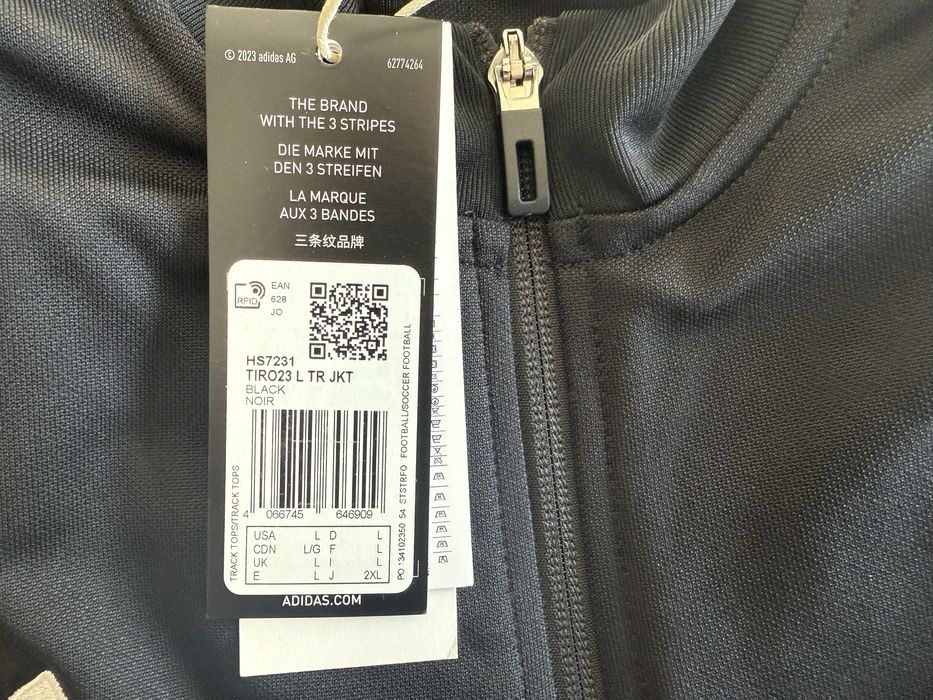 © 2023 adidas AG
62774264
THE BRAND
WITH THE 3 STRIPES
DIE MARKE MIT
DEN 3 STREIFEN
LA MARQUE
AUX 3 BANDES
三条纹品牌
RFID
EAN
628
JO
HS7231
TIRO23 L TR JKT
BLACK
NOIR
4 066745 646909
USA L D L
CDN L/G F L
UK L I L
E L J 2XL
TRACK TOPS/TRACK TOPS
PO 134102350 54 STSTRFO FOOTBALL/SOCCER FOOTBALL
ADIDAS.COM